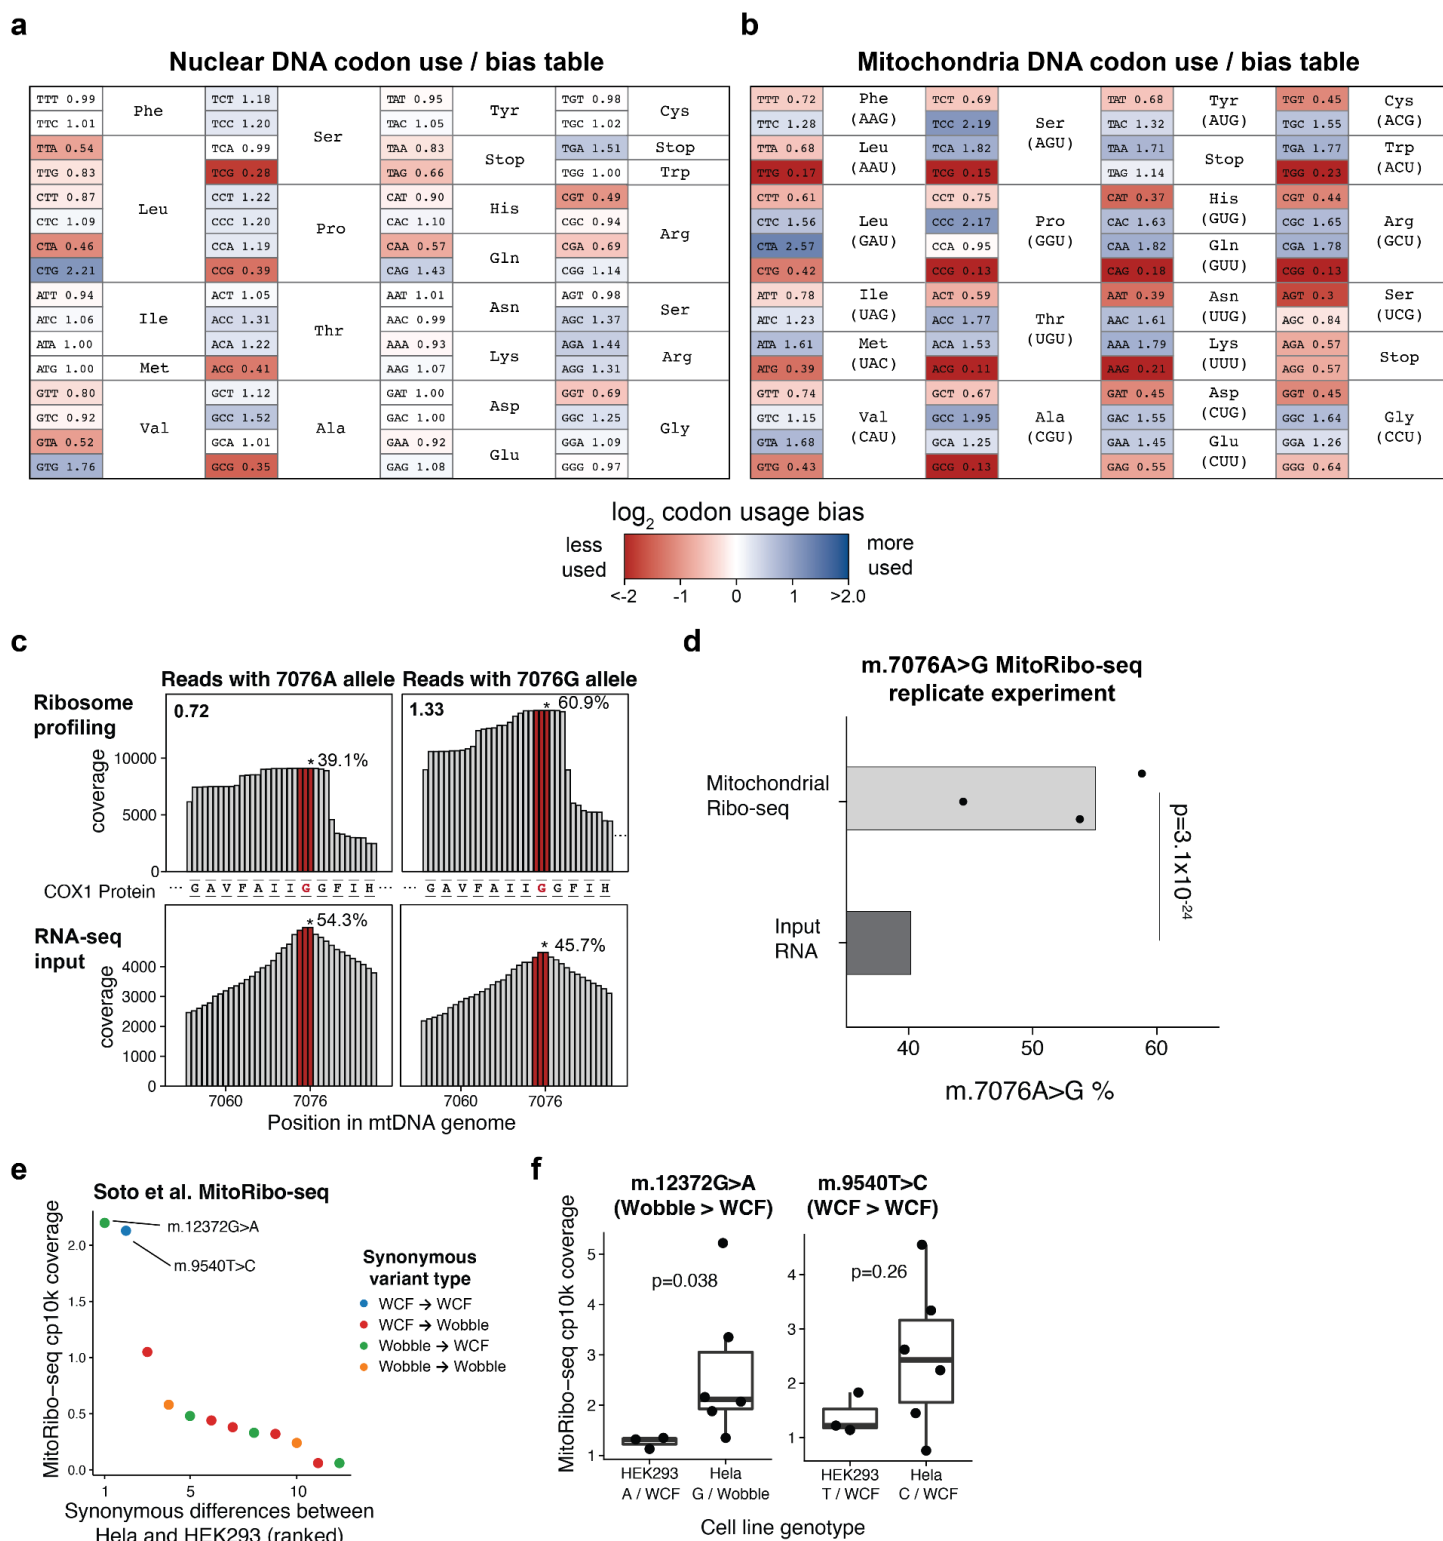 a
Nuclear DNA codon use / bias table
TTT 0.99 Phe TCT 1.18 Ser TAT 0.95 Tyr TGT 0.98 Cys
TTC 1.01 TCC 1.20 TAC 1.05 TGC 1.02
TTA 0.54 Leu TCA 0.99 TAA 0.83 Stop TGA 1.51 Stop
TTG 0.83 TCG 0.28 TAG 0.66 TGG 1.00 Trp
CTT 0.87 CCT 1.22 Pro CAT 0.90 His CGT 0.49 Arg
CTC 1.09 CCC 1.20 CAC 1.10 CGC 0.94
CTA 0.46 CCA 1.19 CAA 0.57 Gln CGA 0.69
CTG 2.21 CCG 0.39 CAG 1.43 CGG 1.14
ATT 0.94 Ile ACT 1.05 Thr AAT 1.01 Asn AGT 0.98 Ser
ATC 1.06 ACC 1.31 AAC 0.99 AGC 1.37
ATA 1.00 ACA 1.22 AAA 0.93 Lys AGA 1.44 Arg
ATG 1.00 Met ACG 0.41 AAG 1.07 AGG 1.31
GTT 0.80 Val GCT 1.12 Ala GAT 1.00 Asp GGT 0.69 Gly
GTC 0.92 GCC 1.52 GAC 1.00 GGC 1.25
GTA 0.52 GCA 1.01 GAA 0.92 Glu GGA 1.09
GTG 1.76 GCG 0.35 GAG 1.08 GGG 0.97
b
Mitochondria DNA codon use / bias table
TTT 0.72 Phe TCT 0.69 Ser TAT 0.68 Tyr TGT 0.45 Cys
TTC 1.28 (AAG) TCC 2.19 (AGU) TAC 1.32 (AUG) TGC 1.55 (ACG)
TTA 0.68 Leu TCA 1.82 TAA 1.71 Stop TGA 1.77 Trp
TTG 0.17 (AAU) TCG 0.15 TAG 1.14 TGG 0.23 (ACU)
CTT 0.61 Leu CCT 0.75 Pro CAT 0.37 His CGT 0.44 Arg
CTC 1.56 (GAU) CCC 2.17 (GGU) CAC 1.63 (GUG) CGC 1.65 (GCU)
CTA 2.57 CCA 0.95 CAA 1.82 Gln CGA 1.78
CTG 0.42 CCG 0.13 CAG 0.18 (GUU) CGG 0.13
ATT 0.78 Ile ACT 0.59 Thr AAT 0.39 Asn AGT 0.3 Ser
ATC 1.23 (UAG) ACC 1.77 (UGU) AAC 1.61 (UUG) AGC 0.84 (UCG)
ATA 1.61 Met ACA 1.53 AAA 1.79 Lys AGA 0.57 Stop
ATG 0.39 (UAC) ACG 0.11 AAG 0.21 (UUU) AGG 0.57
GTT 0.74 Val GCT 0.67 Ala GAT 0.45 Asp GGT 0.45 Gly
GTC 1.15 (CAU) GCC 1.95 (CGU) GAC 1.55 (CUG) GGC 1.64 (CCU)
GTA 1.68 GCA 1.25 GAA 1.45 Glu GGA 1.26
GTG 0.43 GCG 0.13 GAG 0.55 (CUU) GGG 0.64
log2 codon usage bias
less used
more used
<-2 -1 0 1 >2.0
c
Reads with 7076A allele
Reads with 7076G allele
Ribosome
profiling
coverage
10000
5000
0
0.72
* 39.1%
1.33
* 60.9%
COX1 Protein ··· G A V F A I I G G F I H ··· ··· G A V F A I I G G F I H
RNA-seq
input
coverage
4000
3000
2000
1000
0
* 54.3%
* 45.7%
7060 7076 7060 7076
Position in mtDNA genome
d
m.7076A>G MitoRibo-seq
replicate experiment
Mitochondrial
Ribo-seq
Input
RNA
p=3.1x10-24
40 50 60
m.7076A>G %
e
Soto et al. MitoRibo-seq
MitoRibo-seq cp10k coverage
2.0
1.5
1.0
0.5
0.0
m.12372G>A
m.9540T>C
1 5 10
Synonymous differences between
Hela and HEK293 (ranked)
Synonymous
variant type
WCF → WCF
WCF → Wobble
Wobble → WCF
Wobble → Wobble
f
m.12372G>A
(Wobble > WCF)
m.9540T>C
(WCF > WCF)
MitoRibo-seq cp10k coverage
5
4
3
2
1
p=0.038
4
3
2
1
p=0.26
HEK293 Hela HEK293 Hela
A / WCF G / Wobble T / WCF C / WCF
Cell line genotype